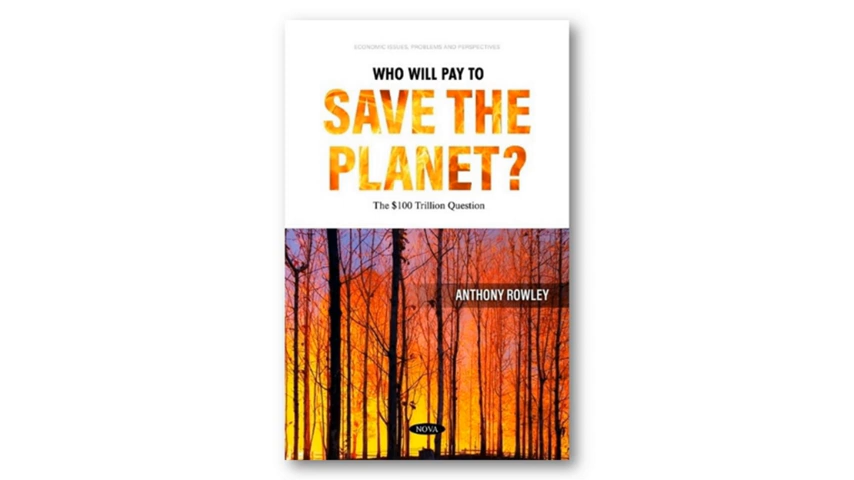 ECONOMIC ISSUES, PROBLEMS AND PERSPECTIVES
WHO WILL PAY TO
SAVE THE
PLANET?
The $100 Trillion Question
ANTHONY ROWLEY
NOVA